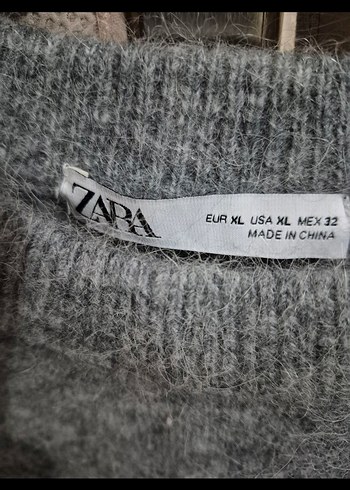 ZARA
EUR XL USA XL MEX 32
MADE IN CHINA